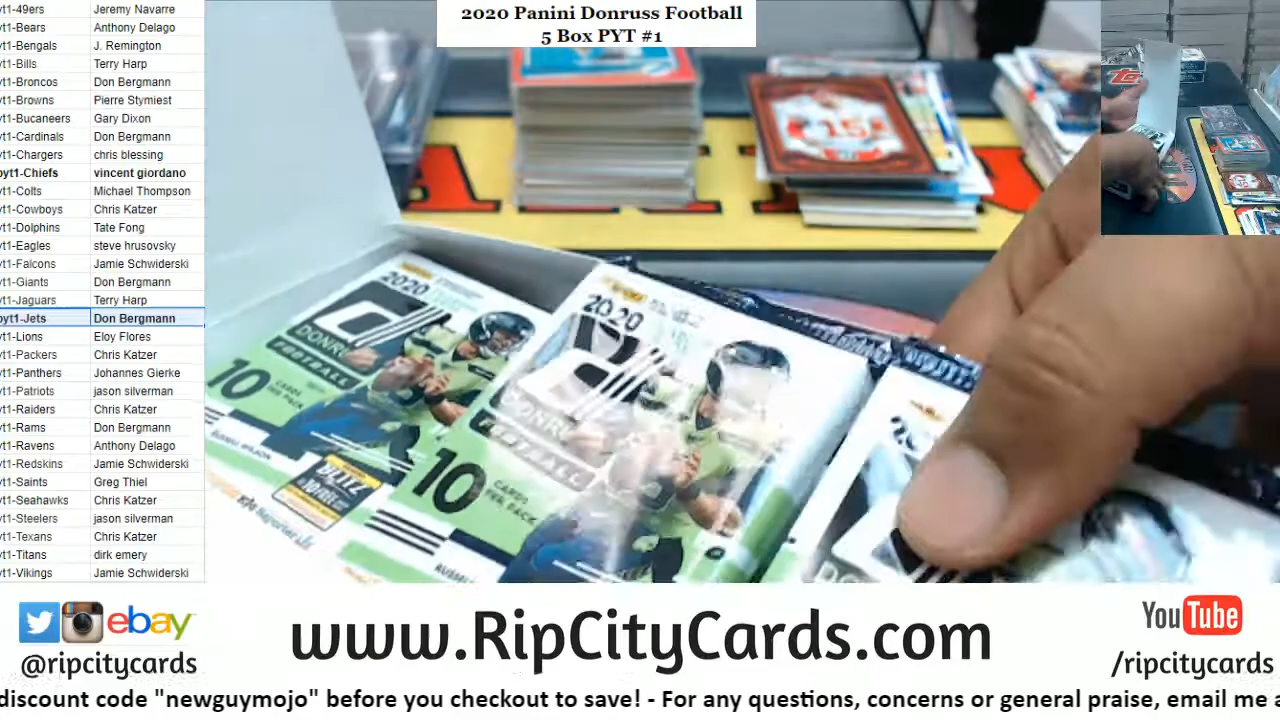 2020 Panini Donruss Football
5 Box PYT #1
yt1-49ers Jeremy Navarre
yt1-Bears Anthony Delago
yt1-Bengals J. Remington
yt1-Bills Terry Harp
yt1-Broncos Don Bergmann
yt1-Browns Pierre Stymiest
yt1-Bucaneers Gary Dixon
yt1-Cardinals Don Bergmann
yt1-Chargers chris blessing
pyt1-Chiefs vincent giordano
yt1-Colts Michael Thompson
yt1-Cowboys Chris Katzer
yt1-Dolphins Tate Fong
yt1-Eagles steve hrusovsky
yt1-Falcons Jamie Schwiderski
yt1-Giants Don Bergmann
yt1-Jaguars Terry Harp
pyt1-Jets Don Bergmann
yt1-Lions Eloy Flores
yt1-Packers Chris Katzer
yt1-Panthers Johannes Gierke
yt1-Patriots jason silverman
yt1-Raiders Chris Katzer
yt1-Rams Don Bergmann
yt1-Ravens Anthony Delago
yt1-Redskins Jamie Schwiderski
yt1-Saints Greg Thiel
yt1-Seahawks Chris Katzer
yt1-Steelers jason silverman
yt1-Texans Chris Katzer
yt1-Titans dirk emery
yt1-Vikings Jamie Schwiderski
15
2020
DONRU
FOOTBALL
10
CARDS
PER PACK
RUSSELL WILSON
BLITZ
2020
DONRU
FOOTBALL
10
CARDS
PER PACK
RUSSEL
ebay
@ripcitycards
www.RipCityCards.com
YouTube
/ripcitycards
discount code "newguymojo" before you checkout to save! - For any questions, concerns or general praise, email me a